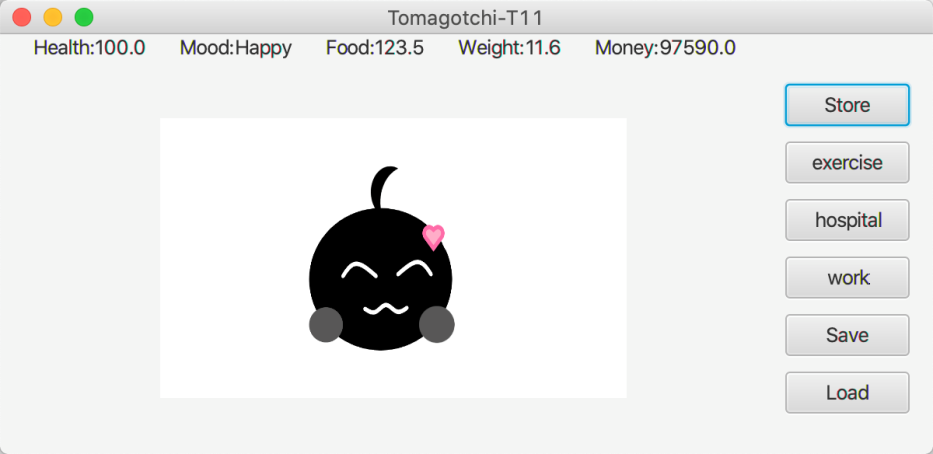 Tomagotchi-T11
Health:100.0 Mood:Happy Food:123.5 Weight:11.6 Money:97590.0
Store
exercise
hospital
work
Save
Load